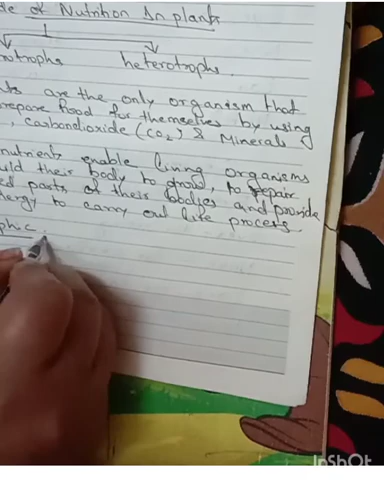 de of Nutrition In plants
otrophs heterotrophs.
ts are the only organism that
repare food for themselves by using
, carbondioxide (CO2) & Minerals
nutrients enable living organisms
uild their body to grow, to repair
ed parts of their bodies and provide
nergy to carry out life process.
phic.
InShOt